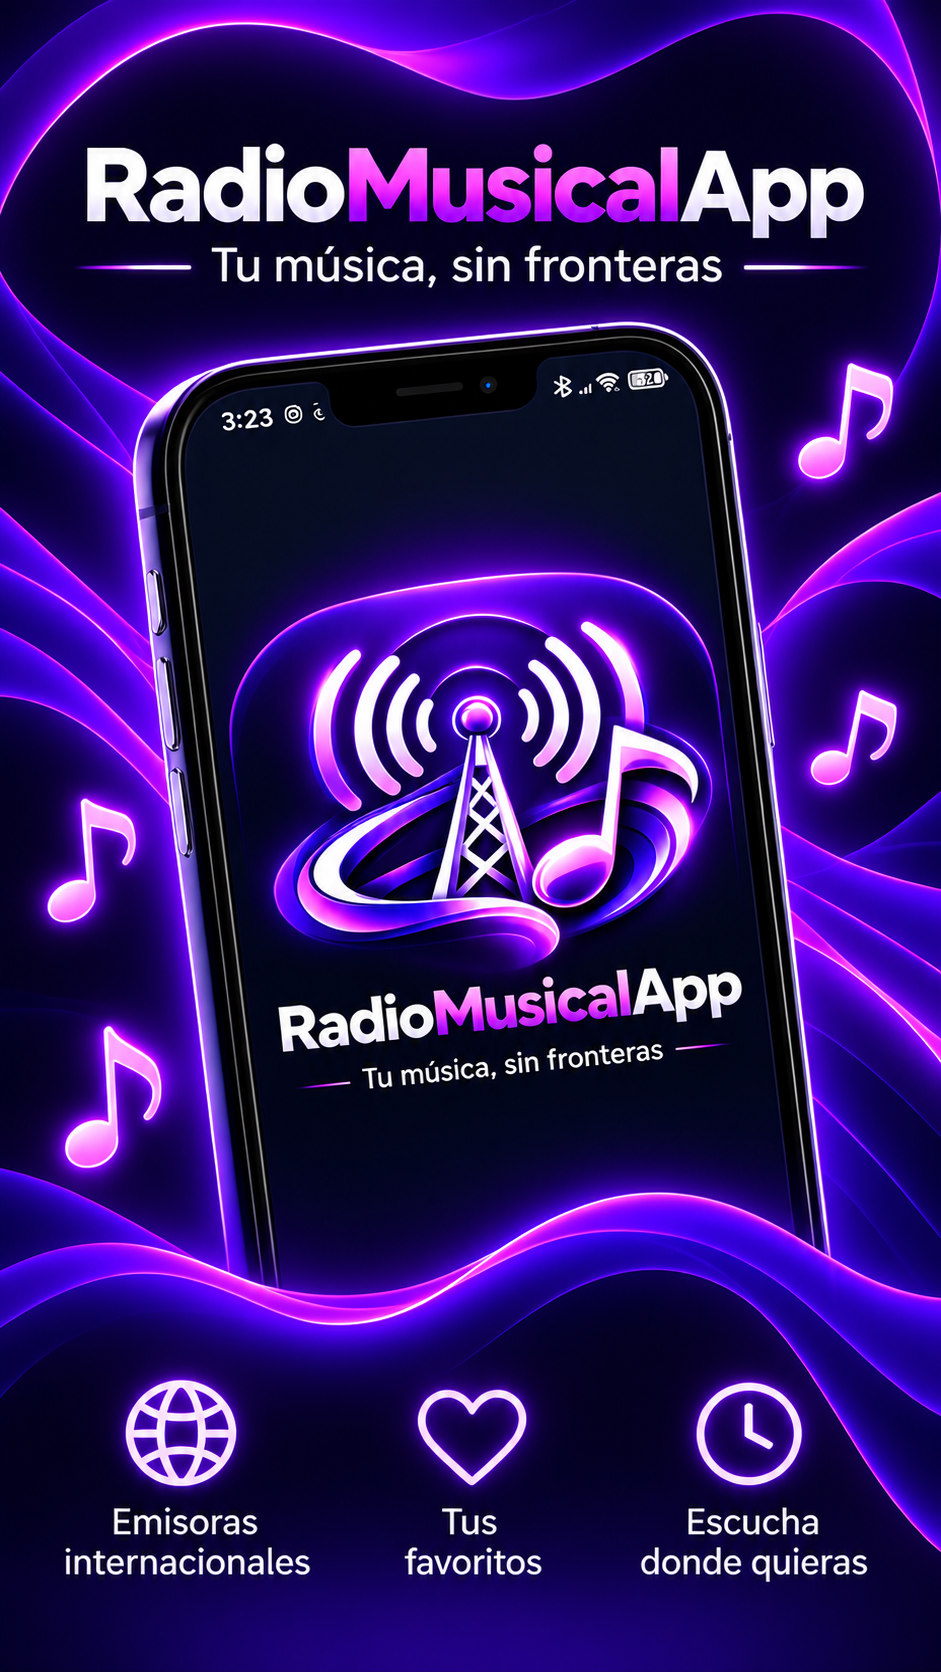 RadioMusicalApp
Tu música, sin fronteras
3:23
RadioMusicalApp
Tu música, sin fronteras
Emisoras
internacionales
Tus
favoritos
Escucha
donde quieras